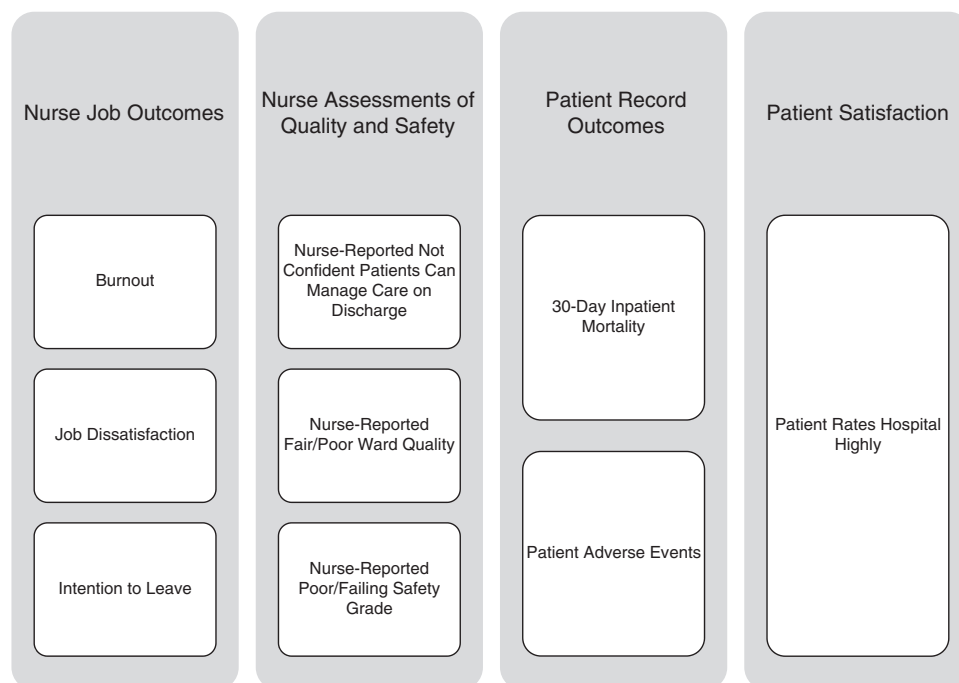 Nurse Job Outcomes
Burnout
Job Dissatisfaction
Intention to Leave
Nurse Assessments of
Quality and Safety
Nurse-Reported Not
Confident Patients Can
Manage Care on
Discharge
Nurse-Reported
Fair/Poor Ward Quality
Nurse-Reported
Poor/Failing Safety
Grade
Patient Record
Outcomes
30-Day Inpatient
Mortality
Patient Adverse Events
Patient Satisfaction
Patient Rates Hospital
Highly